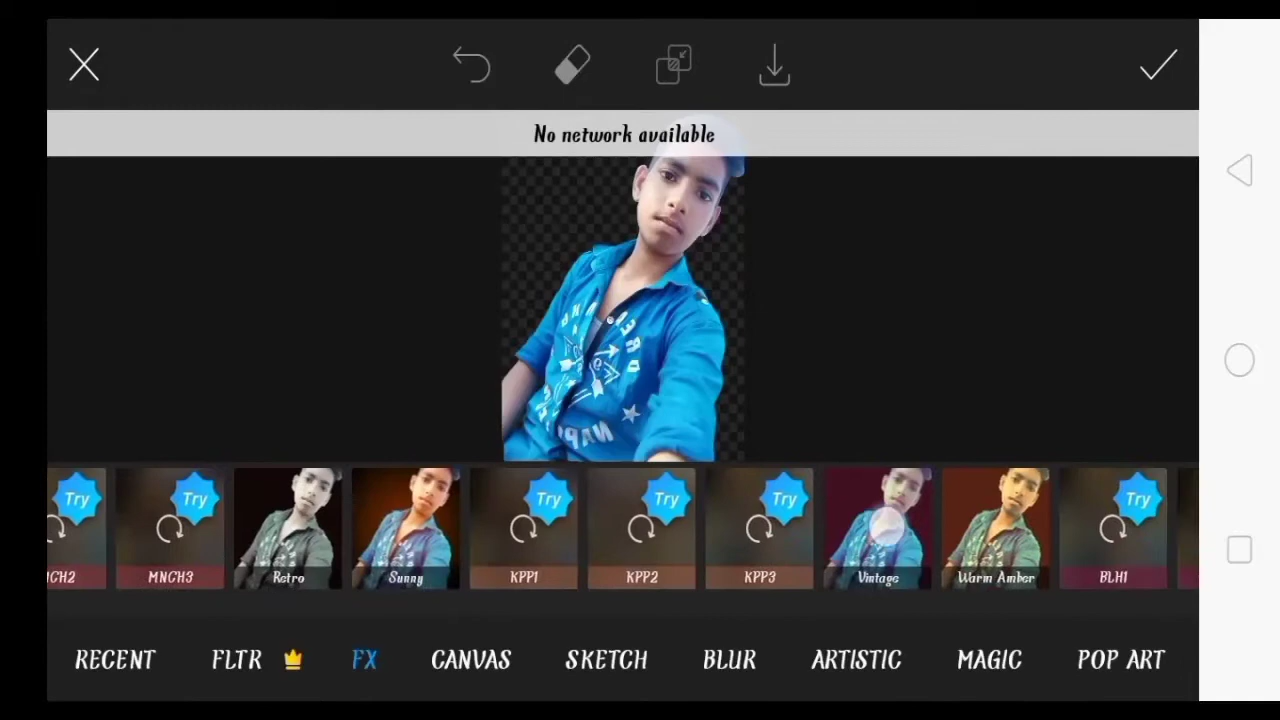 No network available
Try
Try
Try
Try
Try
Try
MNCH3
Retro
Sunny
KPP1
KPP2
KPP3
Vintage
Warm Amber
BLH1
RECENT
FLTR
FX
CANVAS
SKETCH
BLUR
ARTISTIC
MAGIC
POP ART